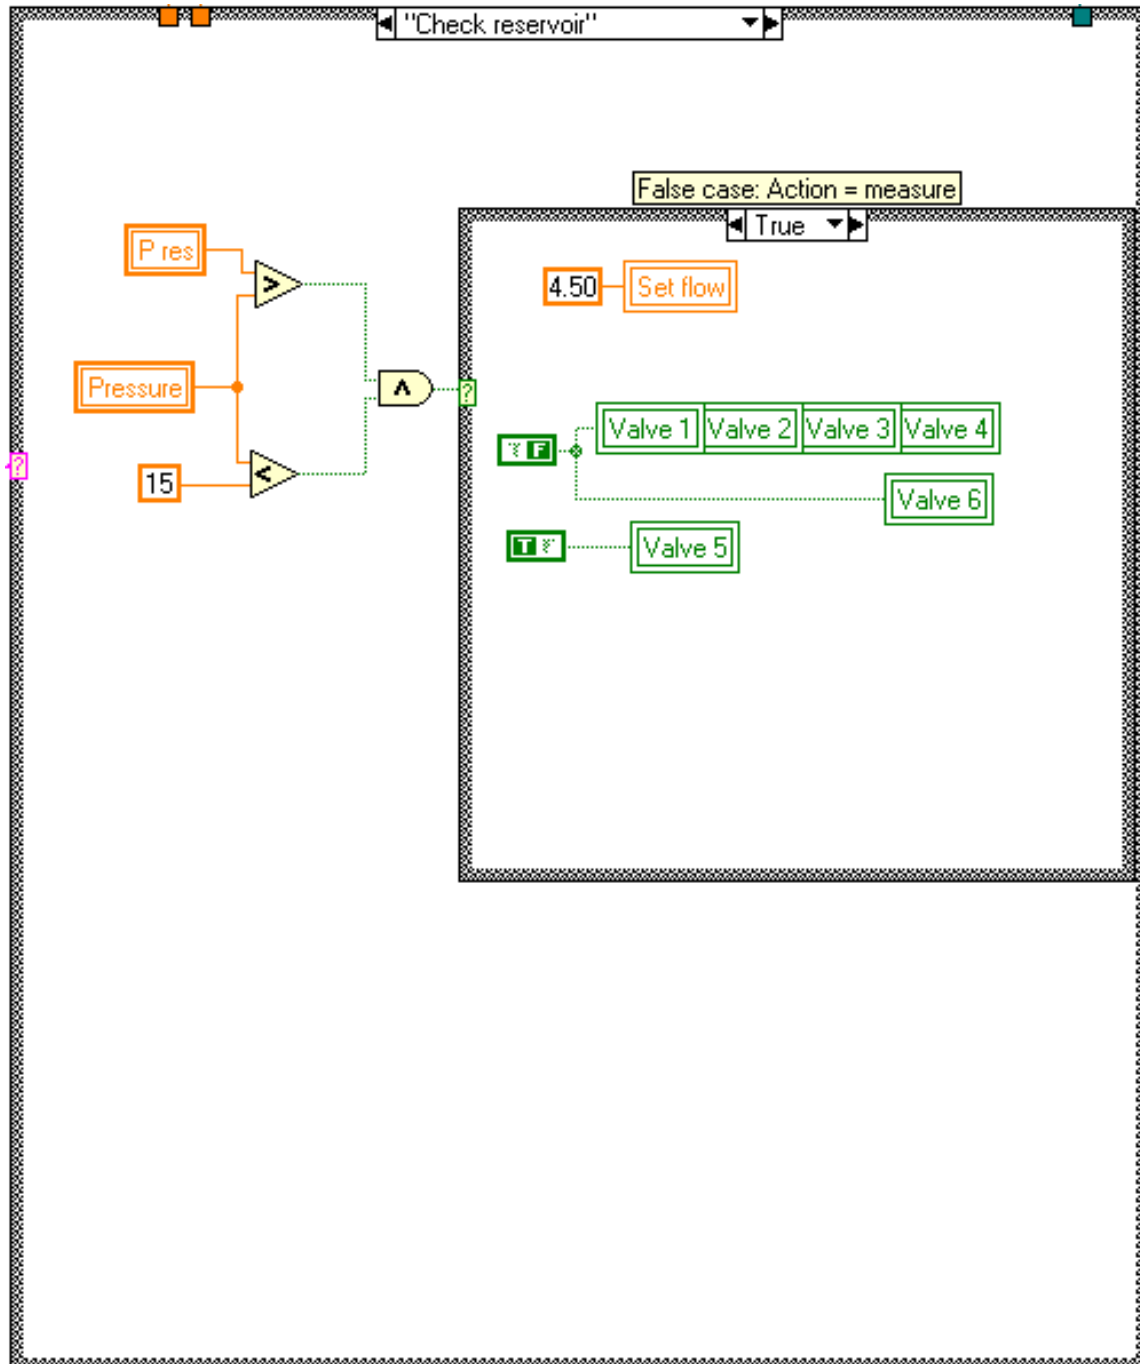 "Check reservoir"
False case: Action = measure
True
P res
>
4.50 Set flow
Pressure
?
∧
?
Valve 1 Valve 2 Valve 3 Valve 4
F
<
15
Valve 6
T
Valve 5